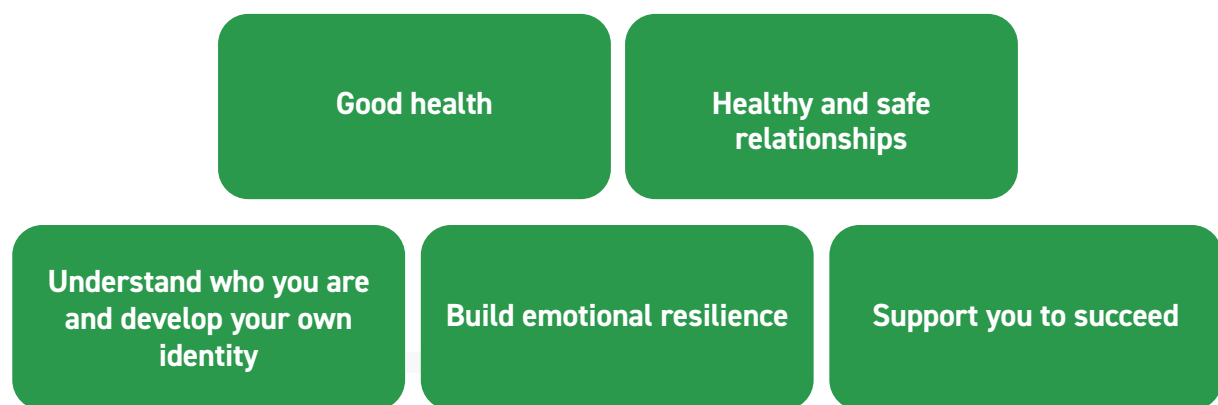 Good health
Healthy and safe
relationships
Understand who you are
and develop your own
identity
Build emotional resilience
Support you to succeed